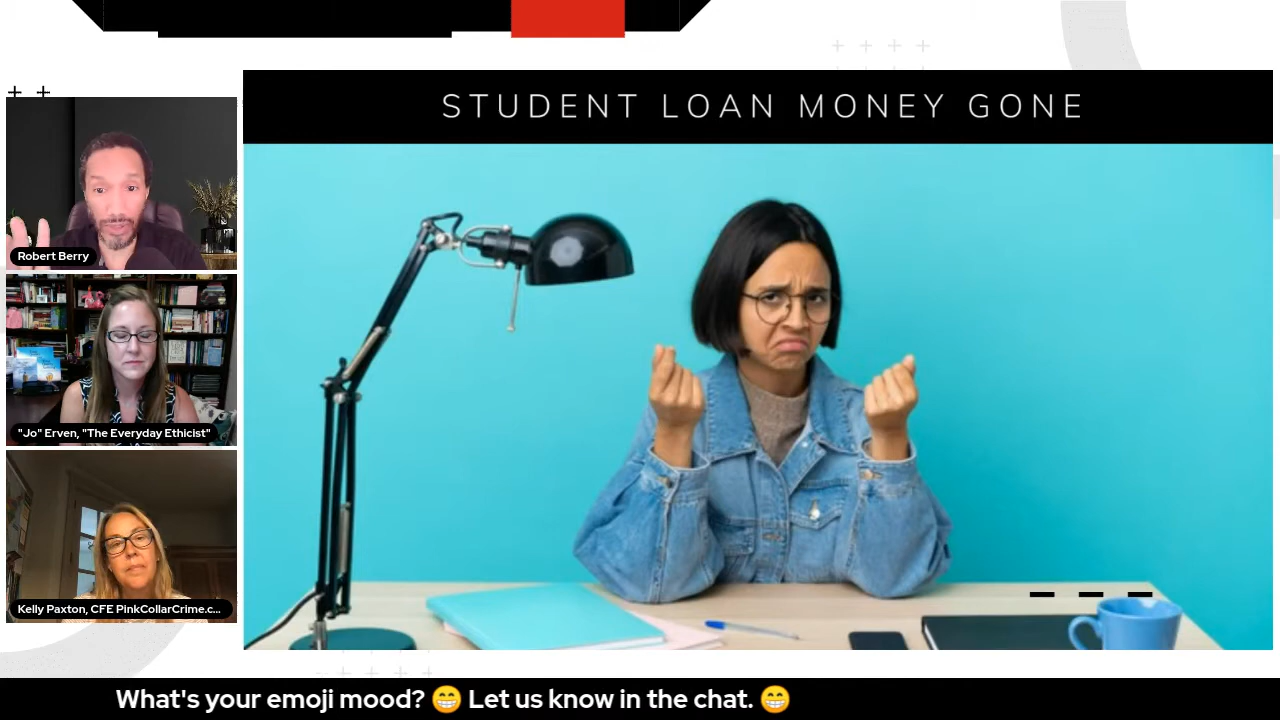 STUDENT LOAN MONEY GONE
Robert Berry
"Jo" Erven, "The Everyday Ethicist"
Kelly Paxton, CFE PinkCollarCrime.c...
What's your emoji mood? 😁 Let us know in the chat. 😁